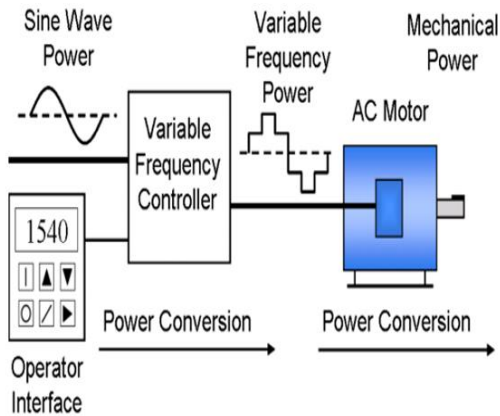 Sine Wave
Power
Variable
Frequency
Power
Mechanical
Power
AC Motor
Variable
Frequency
Controller
1540
Power Conversion
Power Conversion
Operator
Interface